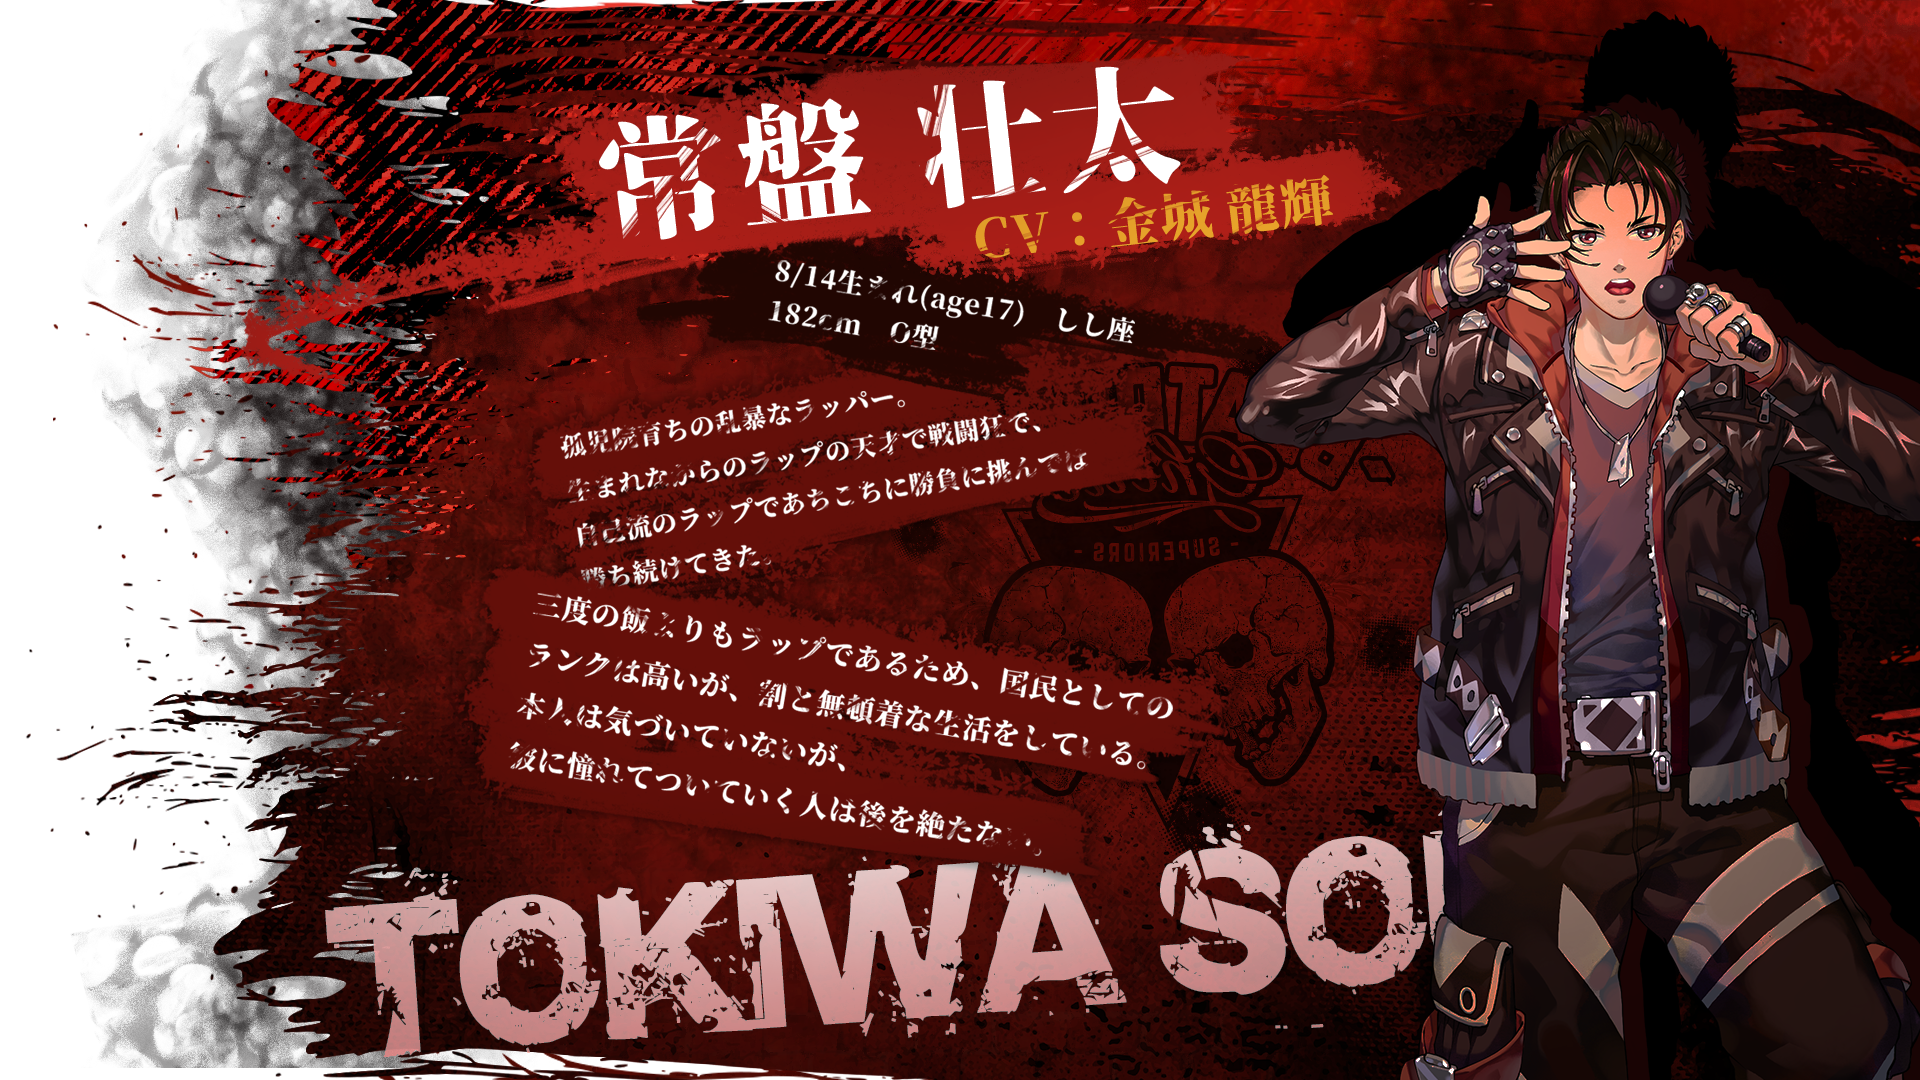 常盤 壮太
CV：金城 龍輝
8/14生まれ(age17)　しし座
182cm　O型
孤児院育ちの乱暴なラッパー。
生まれながらのラップの天才で戦闘狂で、
自己流のラップであちこちに勝負に挑んでは
勝ち続けてきた。
三度の飯よりもラップであるため、国民としての
ランクは高いが、割と無頓着な生活をしている。
本人は気づいていないが、
彼に憧れてついていく人は後を絶たない。
SUPERIORS
TOKIWA SO